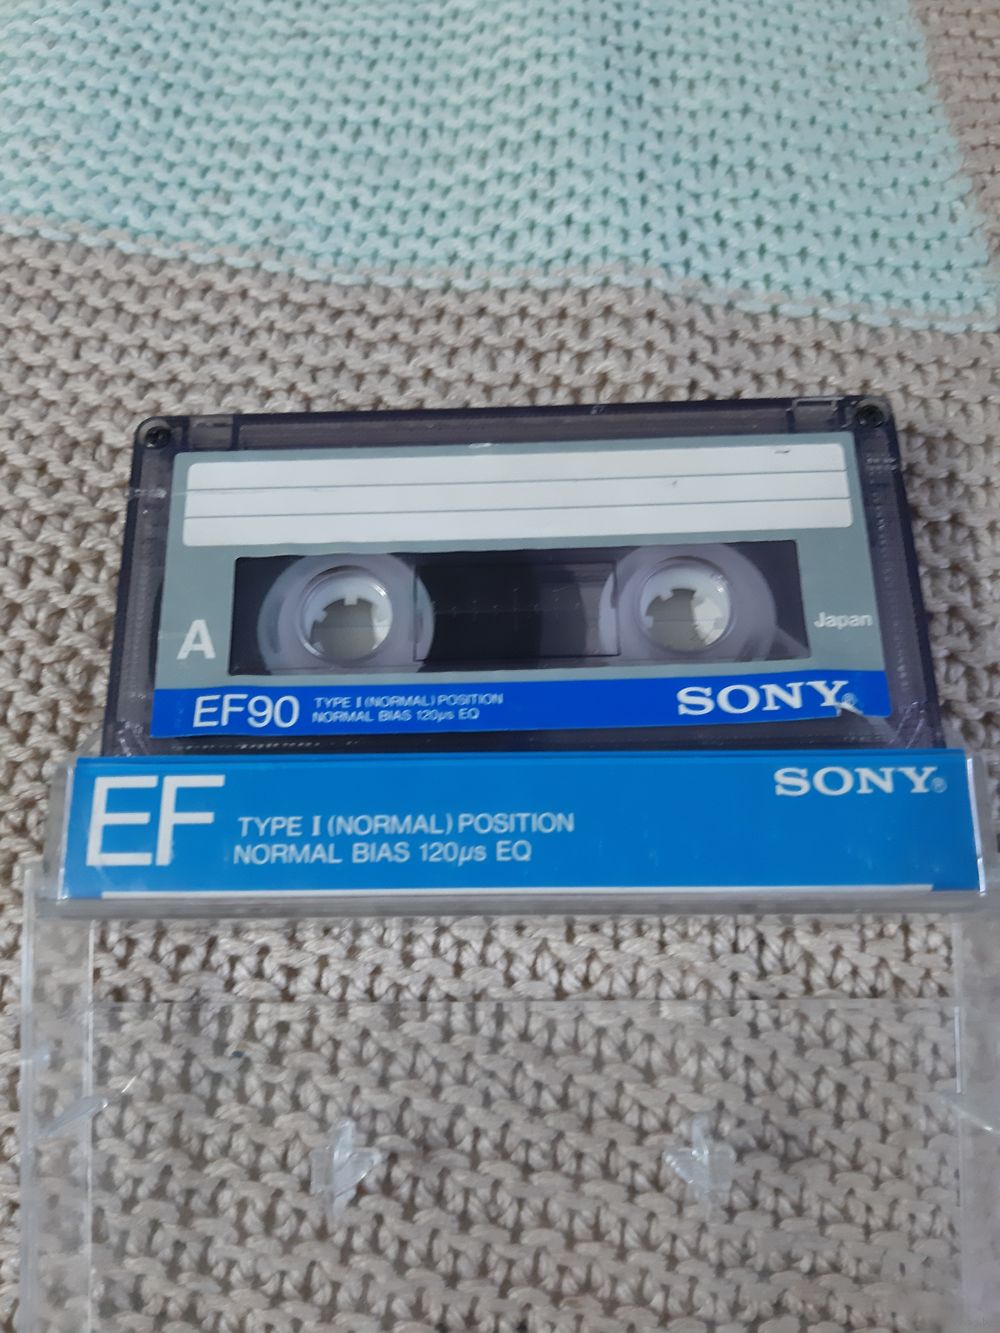 A
Japan
EF90
TYPE I (NORMAL) POSITION
NORMAL BIAS 120µs EQ
SONY®
EF
TYPE I (NORMAL) POSITION
NORMAL BIAS 120µs EQ
SONY®